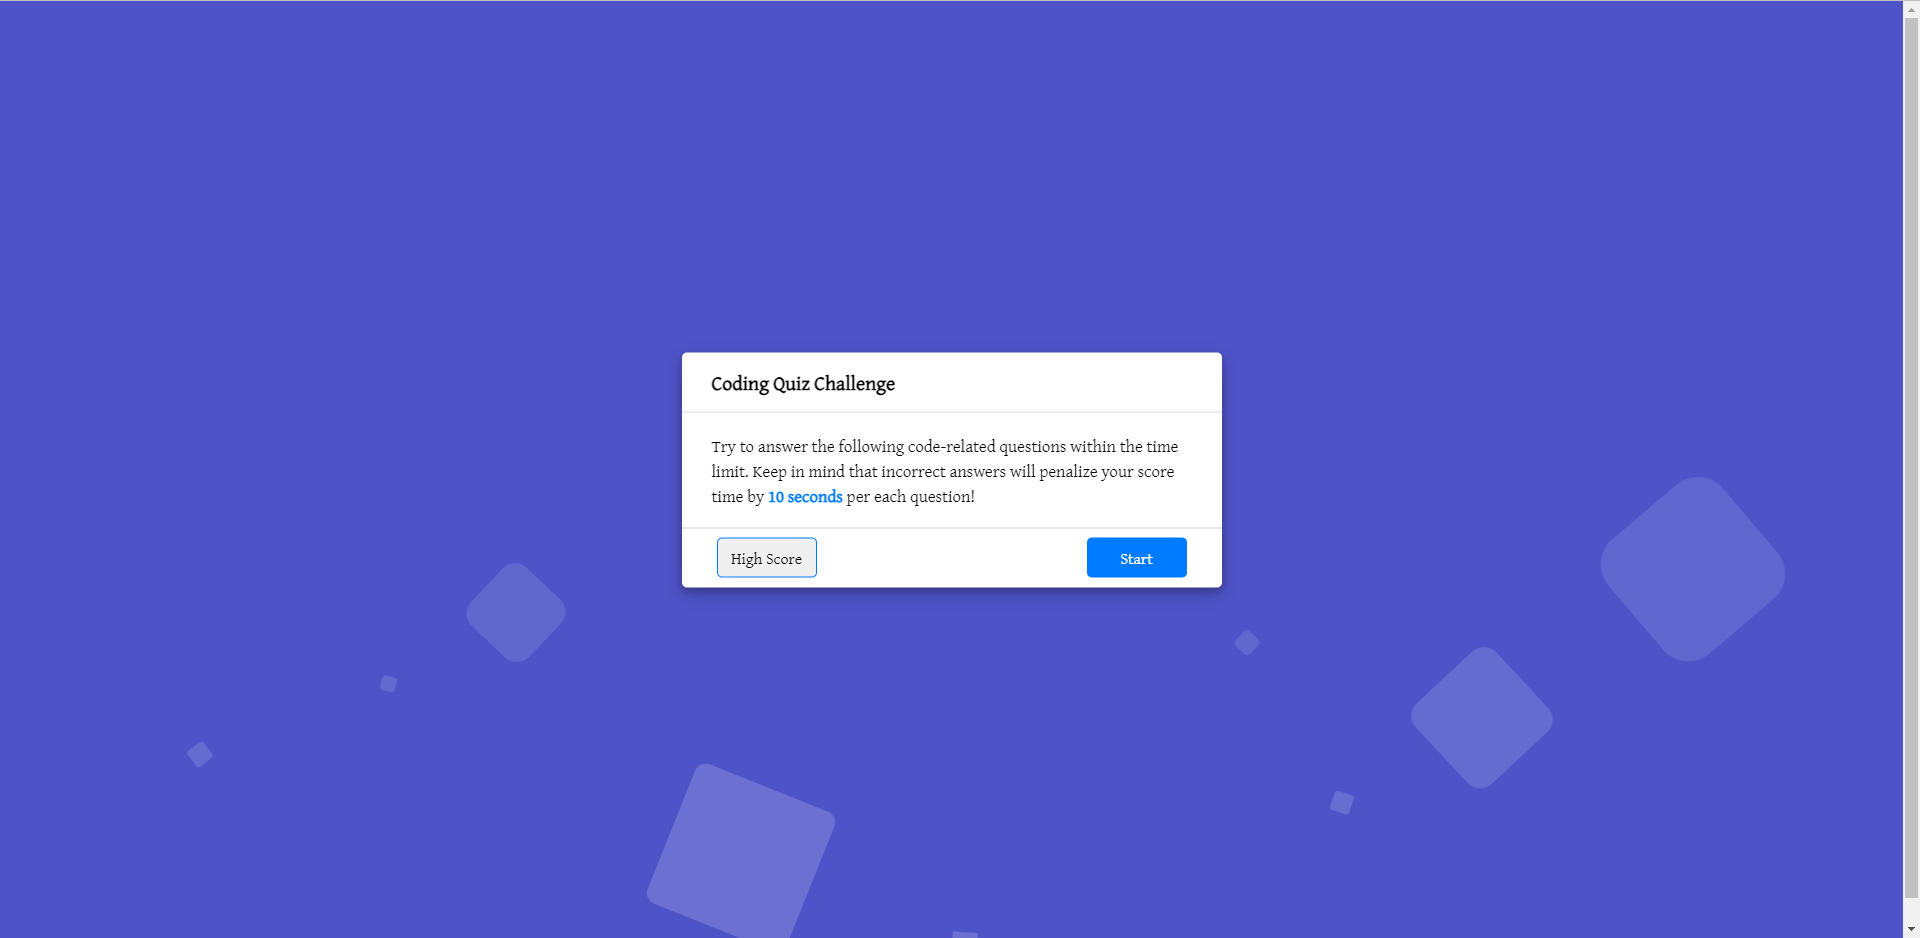 Coding Quiz Challenge
Try to answer the following code-related questions within the time
limit. Keep in mind that incorrect answers will penalize your score
time by 10 seconds per each question!
High Score
Start